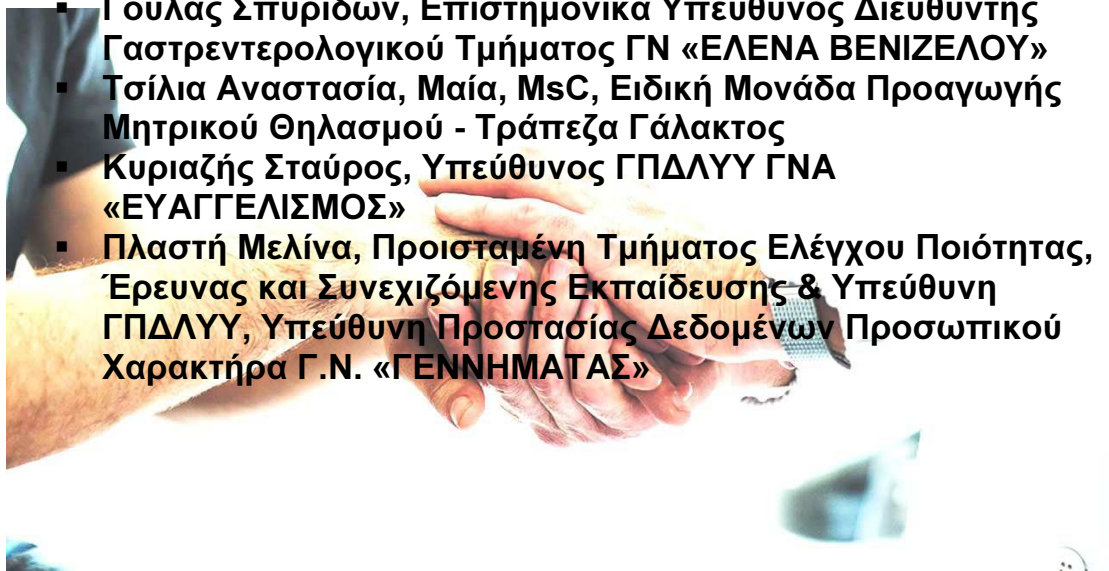 ▪ Γούλας Σπυρίδων, Επιστημονικά Υπεύθυνος Διευθυντής
Γαστρεντερολογικού Τμήματος ΓΝ «ΕΛΕΝΑ ΒΕΝΙΖΕΛΟΥ»
▪ Τσίλια Αναστασία, Μαία, MsC, Ειδική Μονάδα Προαγωγής
Μητρικού Θηλασμού - Τράπεζα Γάλακτος
▪ Κυριαζής Σταύρος, Υπεύθυνος ΓΠΔΛΥΥ ΓΝΑ
«ΕΥΑΓΓΕΛΙΣΜΟΣ»
▪ Πλαστή Μελίνα, Προισταμένη Τμήματος Ελέγχου Ποιότητας,
Έρευνας και Συνεχιζόμενης Εκπαίδευσης & Υπεύθυνη
ΓΠΔΛΥΥ, Υπεύθυνη Προστασίας Δεδομένων Προσωπικού
Χαρακτήρα Γ.Ν. «ΓΕΝΝΗΜΑΤΑΣ»